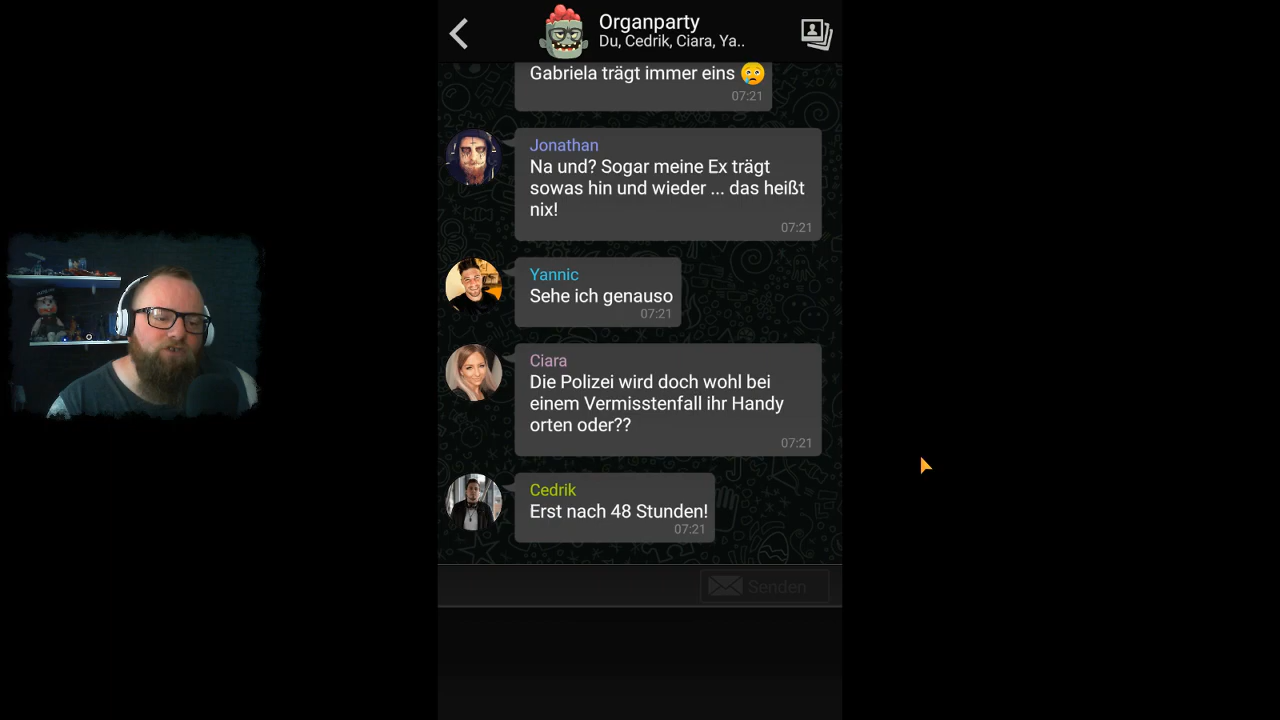 Organparty
Du, Cedrik, Ciara, Ya..
Gabriela trägt immer eins 😢
07:21
Jonathan
Na und? Sogar meine Ex trägt
sowas hin und wieder ... das heißt
nix!
07:21
Yannic
Sehe ich genauso
07:21
Ciara
Die Polizei wird doch wohl bei
einem Vermisstenfall ihr Handy
orten oder??
07:21
Cedrik
Erst nach 48 Stunden!
07:21
Senden